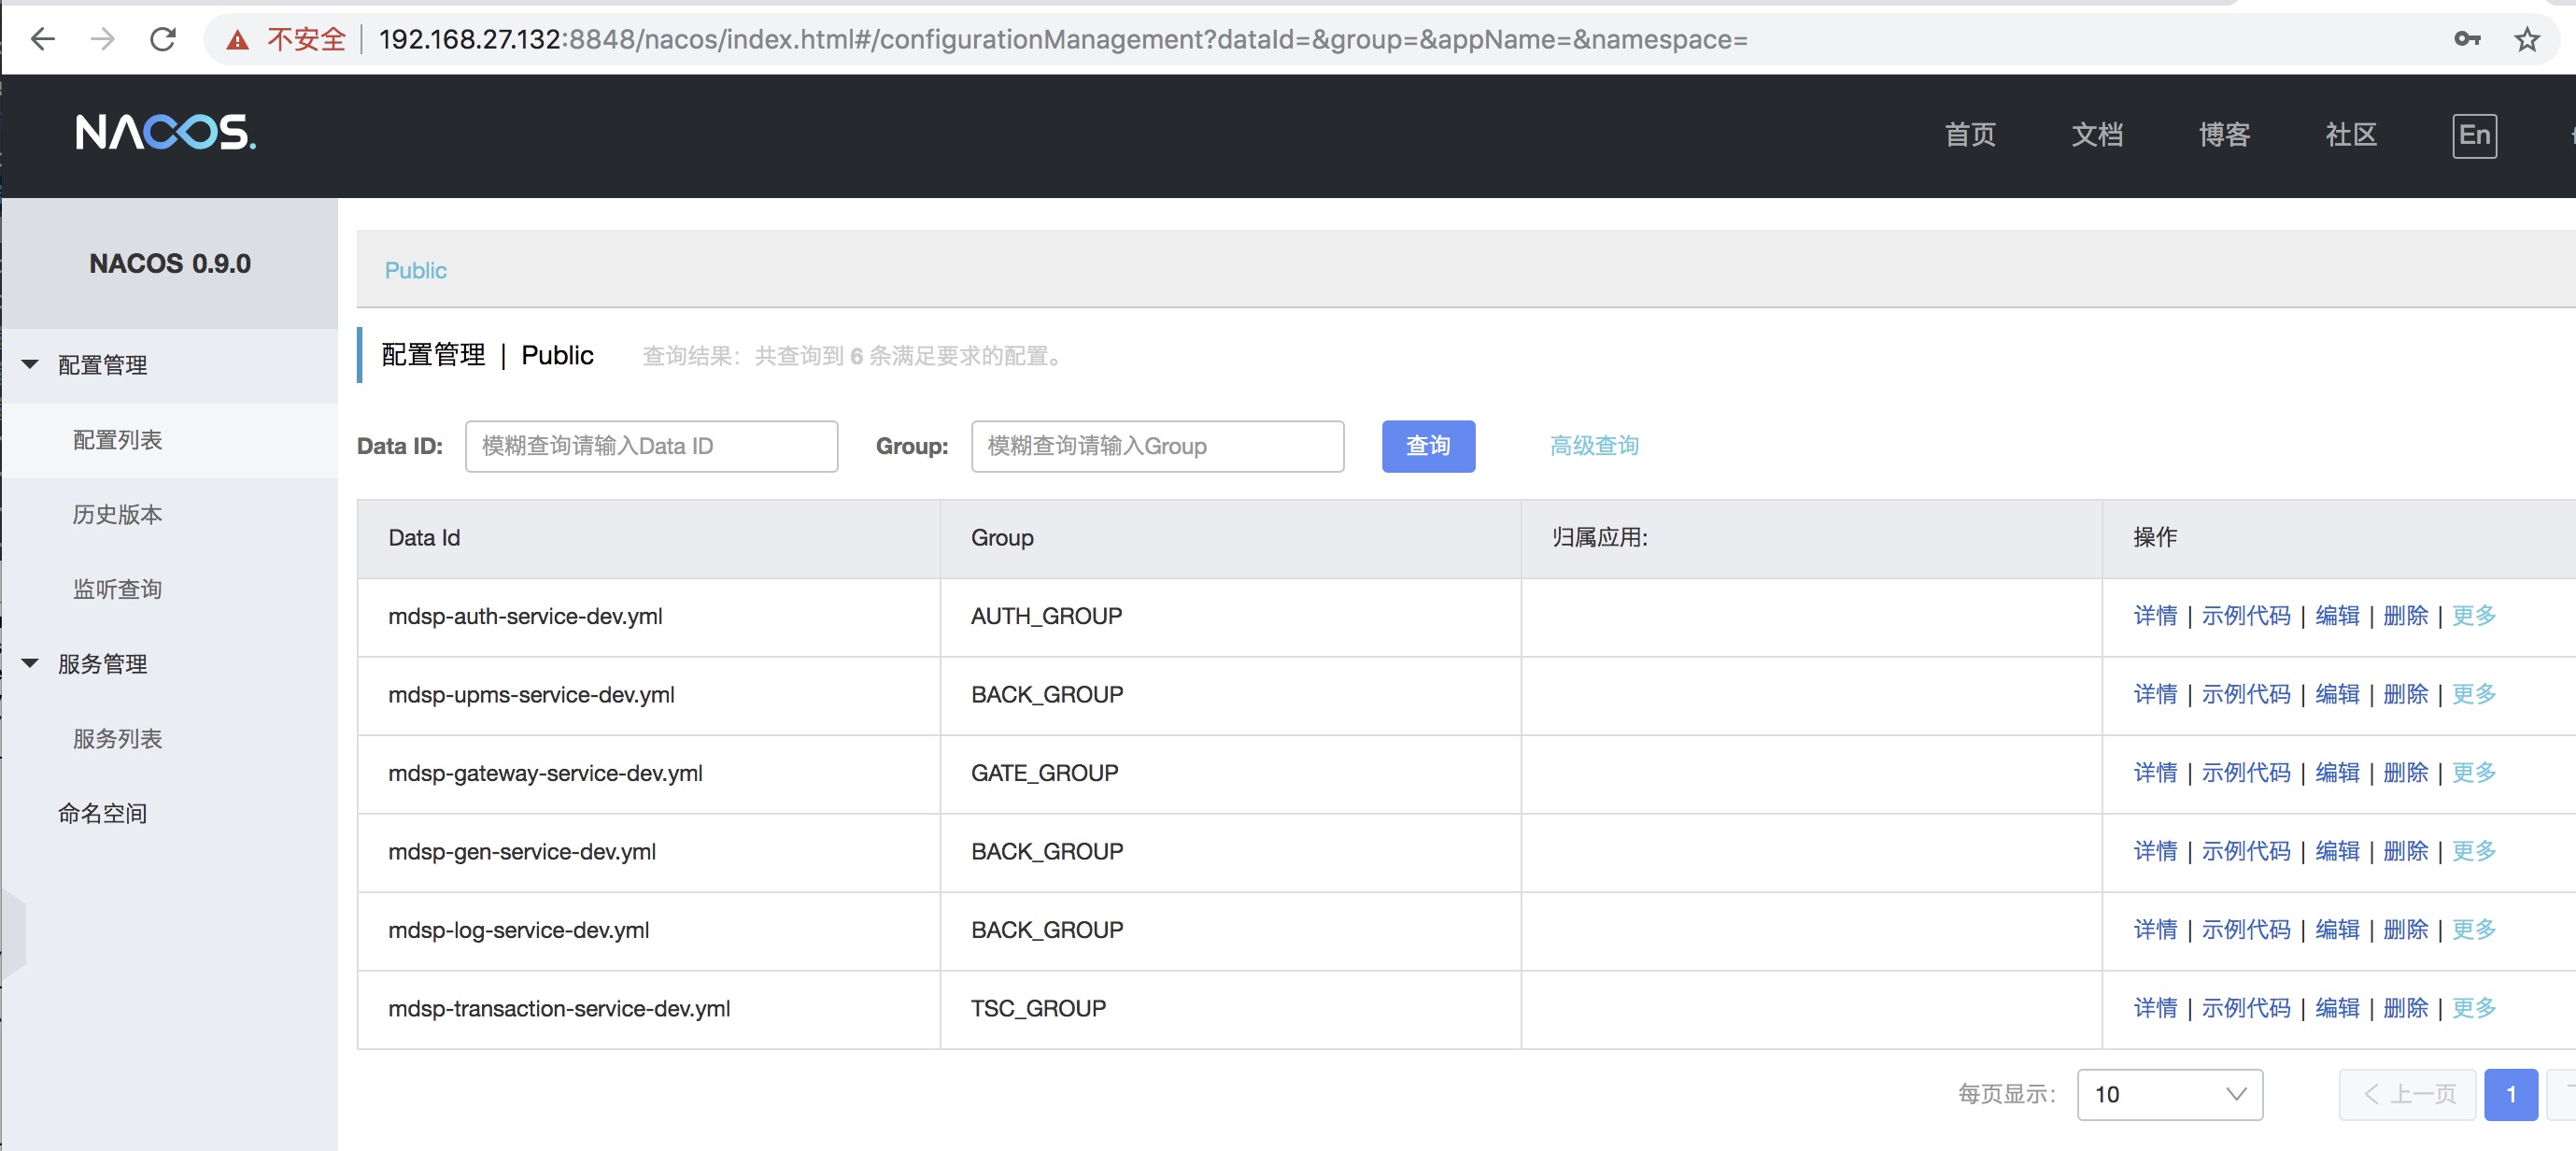 不安全 192.168.27.132:8848/nacos/index.html#/configurationManagement?dataId=&group=&appName=&namespace=
NACOS.
首页 文档 博客 社区 En
NACOS 0.9.0
配置管理
配置列表
历史版本
监听查询
服务管理
服务列表
命名空间
Public
配置管理 | Public 查询结果：共查询到 6 条满足要求的配置。
Data ID: 模糊查询请输入Data ID Group: 模糊查询请输入Group 查询 高级查询
Data Id Group 归属应用: 操作
mdsp-auth-service-dev.yml AUTH_GROUP 详情 | 示例代码 | 编辑 | 删除 | 更多
mdsp-upms-service-dev.yml BACK_GROUP 详情 | 示例代码 | 编辑 | 删除 | 更多
mdsp-gateway-service-dev.yml GATE_GROUP 详情 | 示例代码 | 编辑 | 删除 | 更多
mdsp-gen-service-dev.yml BACK_GROUP 详情 | 示例代码 | 编辑 | 删除 | 更多
mdsp-log-service-dev.yml BACK_GROUP 详情 | 示例代码 | 编辑 | 删除 | 更多
mdsp-transaction-service-dev.yml TSC_GROUP 详情 | 示例代码 | 编辑 | 删除 | 更多
每页显示: 10 上一页 1